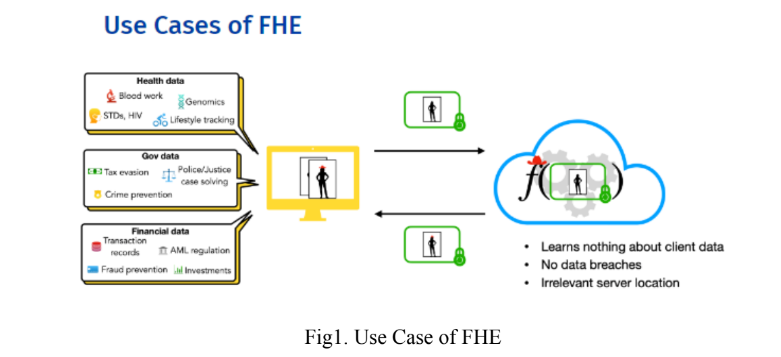 Use Cases of FHE
Health data
Blood work
Genomics
STDs, HIV
Lifestyle tracking
Gov data
Tax evasion
Police/Justice
case solving
Crime prevention
Financial data
Transaction
records
AML regulation
Fraud prevention
Investments
f( )
• Learns nothing about client data
• No data breaches
• Irrelevant server location
Fig1. Use Case of FHE